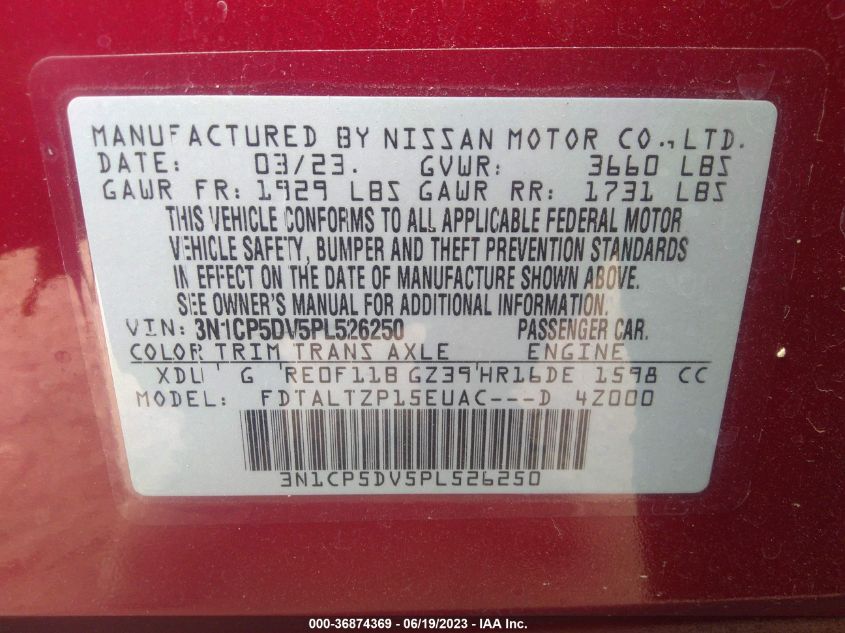 MANUFACTURED BY NISSAN MOTOR CO., LTD.
DATE: 03/23. GVWR: 3660 LBS
GAWR FR: 1929 LBS GAWR RR: 1731 LBS
THIS VEHICLE CONFORMS TO ALL APPLICABLE FEDERAL MOTOR
VEHICLE SAFETY, BUMPER AND THEFT PREVENTION STANDARDS
IN EFFECT ON THE DATE OF MANUFACTURE SHOWN ABOVE.
SEE OWNER'S MANUAL FOR ADDITIONAL INFORMATION.
VIN: 3N1CP5DV5PL526250 PASSENGER CAR.
COLOR TRIM TRANS AXLE ENGINE
G RE0F11B GZ39 HR16DE 1598 CC
MODEL: FDTALTZP15EUAC---D 4Z000
3N1CP5DV5PL526250
000-36874369 - 06/19/2023 - IAA Inc.